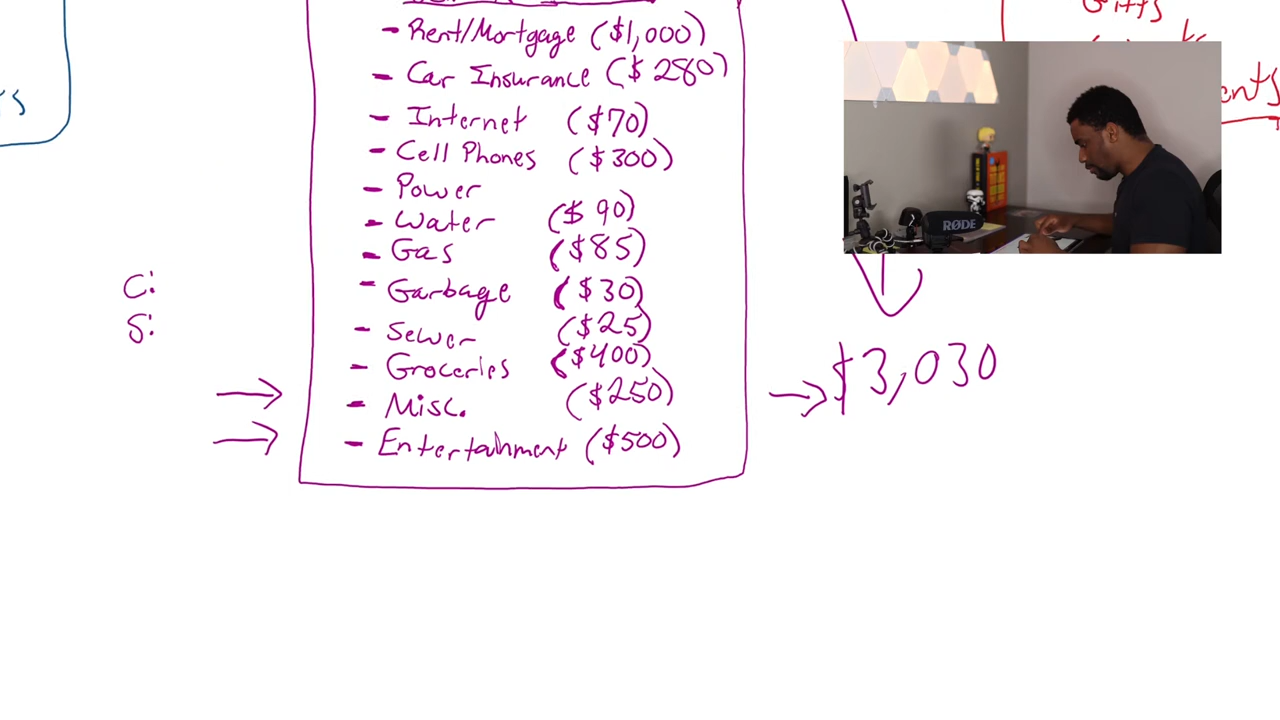 - Rent/Mortgage ($1,000)
- Car Insurance ($280)
- Internet ($70)
- Cell Phones ($300)
- Power
- Water ($90)
- Gas ($85)
- Garbage ($30)
- Sewer ($25)
- Groceries ($400)
- Misc. ($250)
- Entertainment ($500)
C:
S:
→ $3,030
Gifts
RØDE